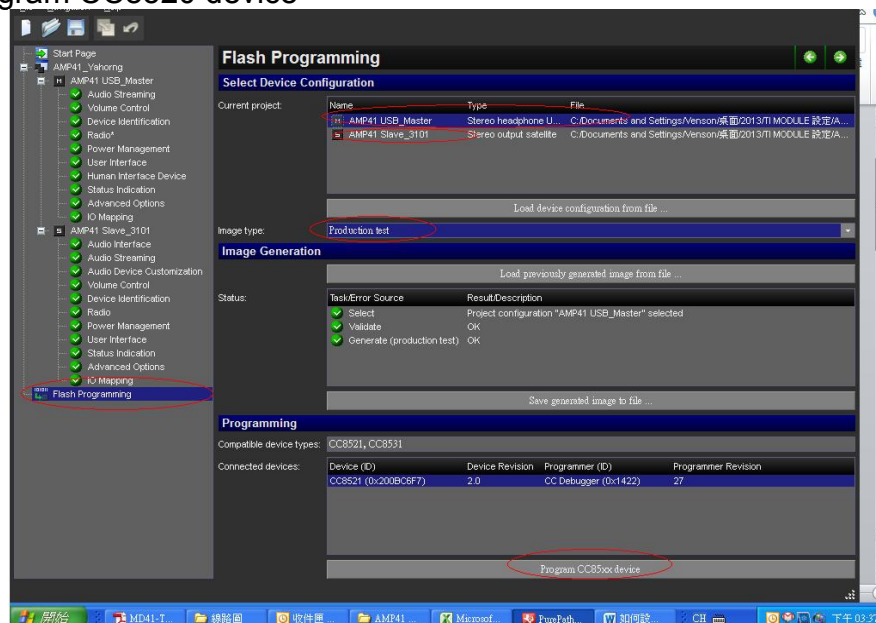 gram CC8520 device
Start Page
AMP41_Yahorng
AMP41 USB_Master
Audio Streaming
Volume Control
Device Identification
Radio*
Power Management
User Interface
Human Interface Device
Status Indication
Advanced Options
IO Mapping
AMP41 Slave_3101
Audio Interface
Audio Streaming
Audio Device Customization
Volume Control
Device Identification
Radio
Power Management
User Interface
Status Indication
Advanced Options
IO Mapping
Flash Programming
Flash Programming
Select Device Configuration
Current project:
Name Type File
H AMP41 USB_Master Stereo headphone U... C:/Documents and Settings/Venson/桌面/2013/TI MODULE 設定/A...
S AMP41 Slave_3101 Stereo output satellite C:/Documents and Settings/Venson/桌面/2013/TI MODULE 設定/A...
Load device configuration from file ...
Image type: Production test
Image Generation
Load previously generated image from file ...
Status:
Task/Error Source Result/Description
Select Project configuration "AMP41 USB_Master" selected
Validate OK
Generate (production test) OK
Save generated image to file ...
Programming
Compatible device types: CC8521, CC8531
Connected devices:
Device (ID) Device Revision Programmer (ID) Programmer Revision
CC8521 (0x200BC6F7) 2.0 CC Debugger (0x1422) 27
Program CC85xx device
開始 MD41-T... 線路圖 收件匣 ... AMP41 ... Microsof... PurePath... 如何設... CH 下午 03:37